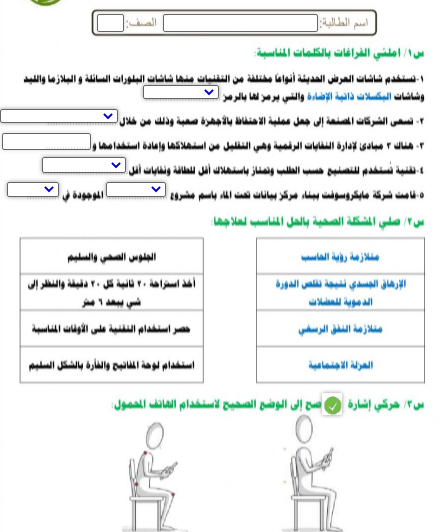 اسم الطالبة: الصف:
س١/ املئي الفراغات بالكلمات المناسبة:
١-تستخدم شاشات العرض الحديثة أنواعًا مختلفة من التقنيات منها شاشات البلورات السائلة و البلازما والليد
وشاشات البكسلات ذاتية الإضاءة والتي يرمز لها بالرمز
٢- تسعى الشركات المصنعة إلى جعل عملية الاحتفاظ بالأجهزة صعبة وذلك من خلال
٣- هناك ٣ مبادئ لإدارة النفايات الرقمية وهي التقليل من استهلاكها وإعادة استخدامها و
٤-تقنية تُستخدم للتصنيع حسب الطلب وتمتاز باستهلاك أقل للطاقة ونفايات أقل
٥-قامت شركة مايكروسوفت ببناء مركز بيانات تحت الماء باسم مشروع الموجودة في
س٢/ صلي المشكلة الصحية بالحل المناسب لعلاجها:
متلازمة رؤية الحاسب
الجلوس الصحي والسليم
الإرهاق الجسدي نتيجة تقلص الدورة الدموية للعضلات
أخذ استراحة ٢٠ ثانية كل ٢٠ دقيقة والنظر إلى شي يبعد ٦ متر
متلازمة النفق الرسغي
حصر استخدام التقنية على الأوقات المناسبة
العزلة الاجتماعية
استخدام لوحة المفاتيح والفأرة بالشكل السليم
س٣/ حركي إشارة صح إلى الوضع الصحيح لاستخدام الهاتف المحمول: